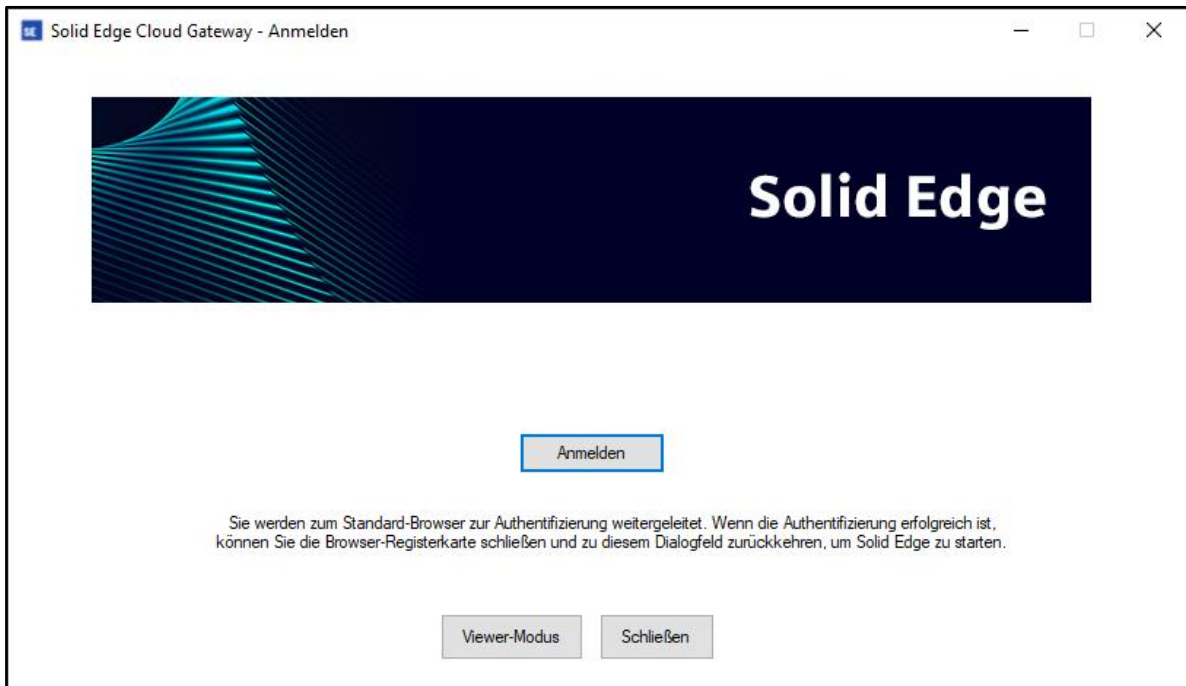 SE Solid Edge Cloud Gateway - Anmelden
Solid Edge
Anmelden
Sie werden zum Standard-Browser zur Authentifizierung weitergeleitet. Wenn die Authentifizierung erfolgreich ist,
können Sie die Browser-Registerkarte schließen und zu diesem Dialogfeld zurückkehren, um Solid Edge zu starten.
Viewer-Modus Schließen